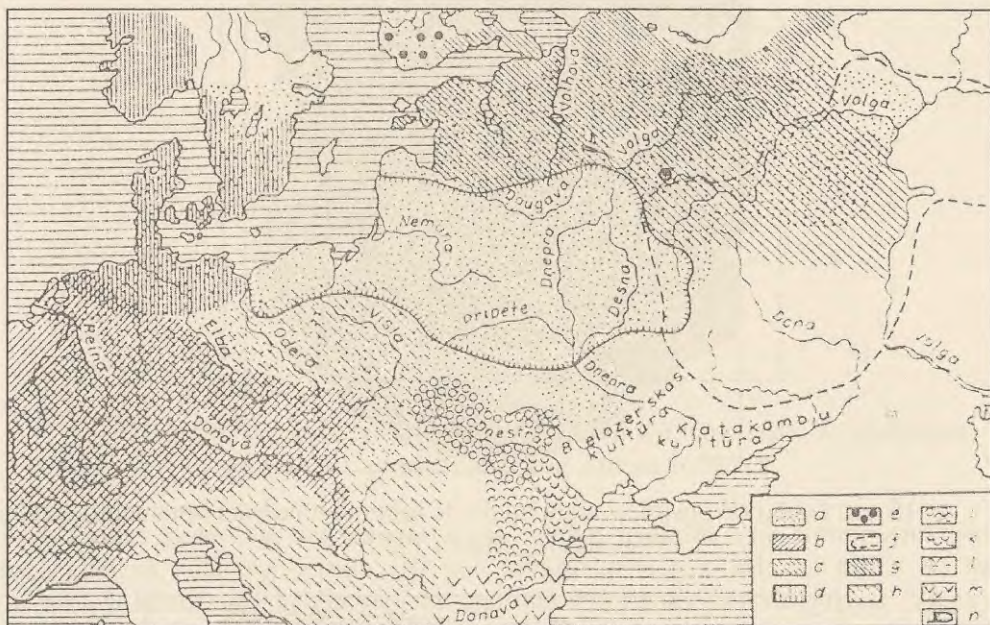 Volhova
Volga
Volga
Daugava
Nemuna
Dnepra
Desna
Pripete
Visla
Odera
Elba
Reina
Dona
Volga
Dnepra
Donava
Dnestra
Belozerskas kultūra
Katakombu kultūra
Donava
a
b
c
d
e
f
g
h
l
m
n